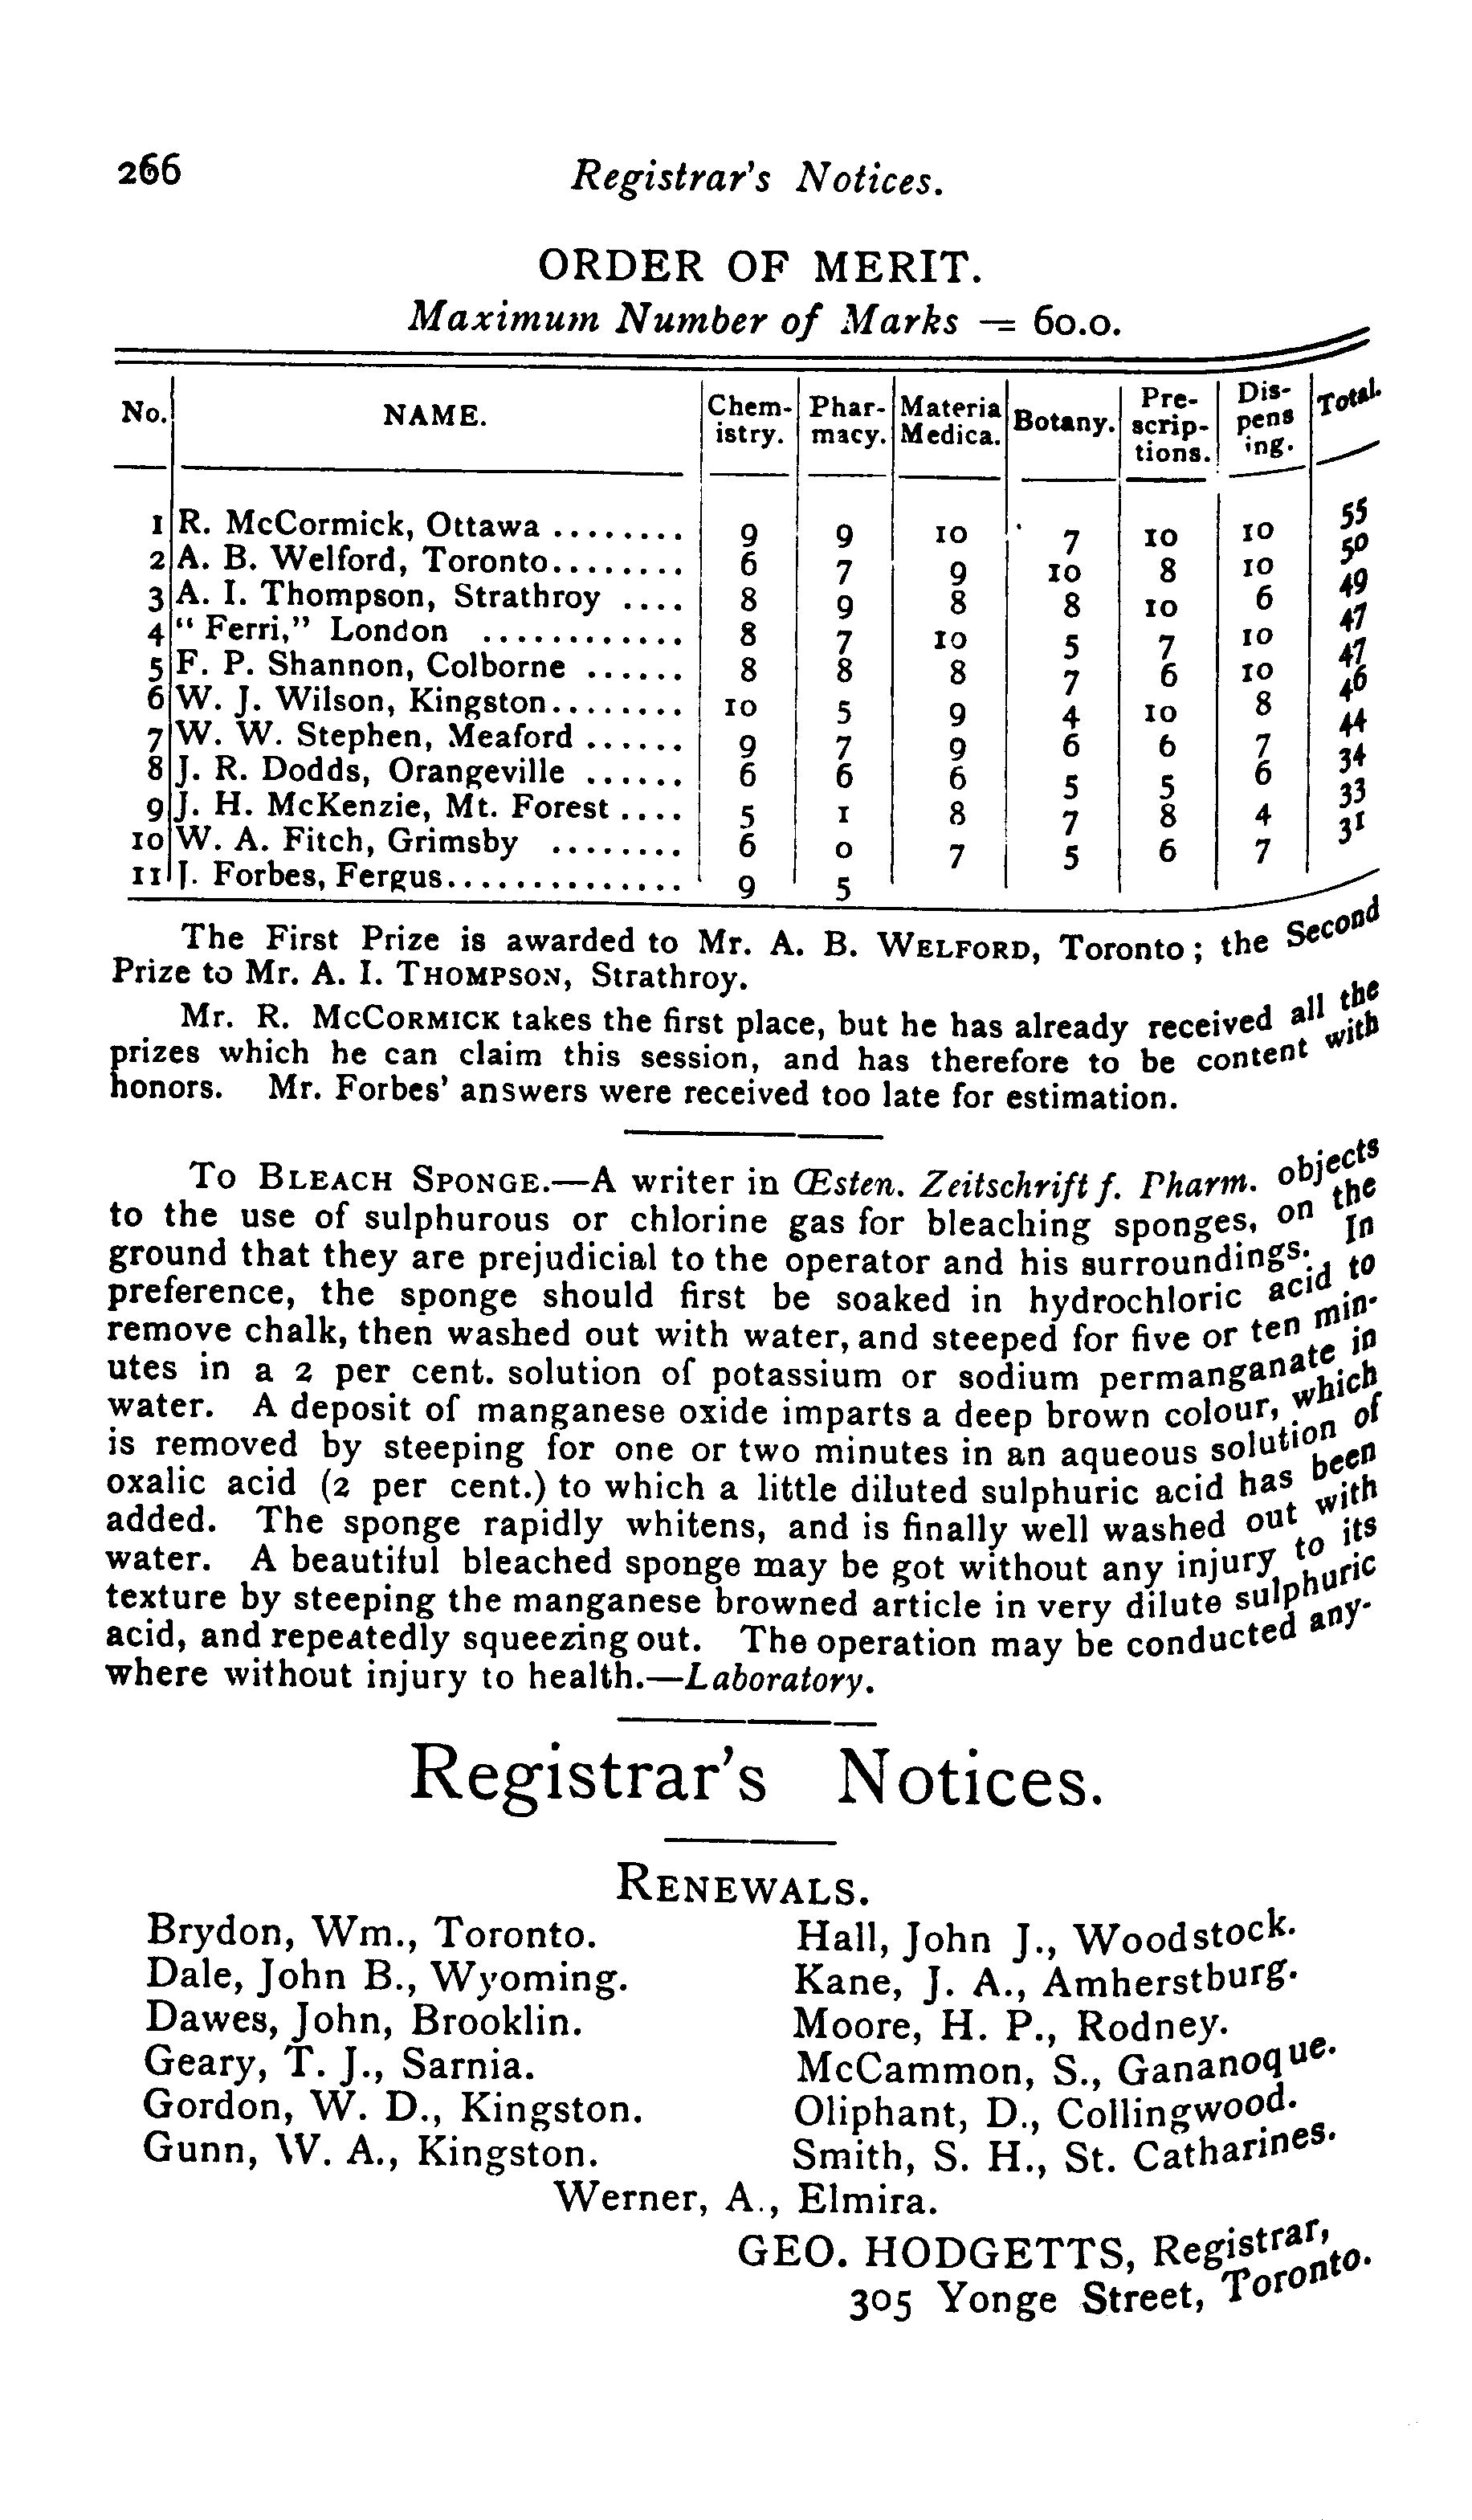 266 Registrar's Notices.
ORDER OF MERIT.
Maximum Number of Marks = 60.0.
No. NAME. Chemistry. Pharmacy. Materia Medica. Botany. Prescriptions. Dispensing. Total.
1 R. McCormick, Ottawa ........ 9 9 10 7 10 10 55
2 A. B. Welford, Toronto......... 6 7 9 10 8 10 50
3 A. I. Thompson, Strathroy .... 8 9 8 8 10 6 49
4 "Ferri," London ............ 8 7 10 5 7 10 47
5 F. P. Shannon, Colborne ...... 8 8 8 7 6 10 47
6 W. J. Wilson, Kingston......... 10 5 9 4 10 8 46
7 W. W. Stephen, Meaford ...... 9 7 9 6 6 7 44
8 J. R. Dodds, Orangeville ...... 6 6 6 5 5 6 34
9 J. H. McKenzie, Mt. Forest .... 5 1 8 7 8 4 33
10 W. A. Fitch, Grimsby ........ 6 0 7 5 6 7 31
11 J. Forbes, Fergus............... 9 5
The First Prize is awarded to Mr. A. B. WELFORD, Toronto; the Second
Prize to Mr. A. I. THOMPSON, Strathroy.
Mr. R. MCCORMICK takes the first place, but he has already received all the
prizes which he can claim this session, and has therefore to be content with
honors. Mr. Forbes' answers were received too late for estimation.
TO BLEACH SPONGE.—A writer in Œsten. Zeitschrift f. Pharm. objects
to the use of sulphurous or chlorine gas for bleaching sponges, on the
ground that they are prejudicial to the operator and his surroundings. In
preference, the sponge should first be soaked in hydrochloric acid to
remove chalk, then washed out with water, and steeped for five or ten min-
utes in a 2 per cent. solution of potassium or sodium permanganate in
water. A deposit of manganese oxide imparts a deep brown colour, which
is removed by steeping for one or two minutes in an aqueous solution of
oxalic acid (2 per cent.) to which a little diluted sulphuric acid has been
added. The sponge rapidly whitens, and is finally well washed out with
water. A beautiful bleached sponge may be got without any injury to its
texture by steeping the manganese browned article in very dilute sulphuric
acid, and repeatedly squeezing out. The operation may be conducted any-
where without injury to health.—Laboratory.
Registrar's Notices.
RENEWALS.
Brydon, Wm., Toronto. Hall, John J., Woodstock.
Dale, John B., Wyoming. Kane, J. A., Amherstburg.
Dawes, John, Brooklin. Moore, H. P., Rodney.
Geary, T. J., Sarnia. McCammon, S., Gananoque.
Gordon, W. D., Kingston. Oliphant, D., Collingwood.
Gunn, W. A., Kingston. Smith, S. H., St. Catharines.
Werner, A., Elmira.
GEO. HODGETTS, Registrar,
305 Yonge Street, Toronto.